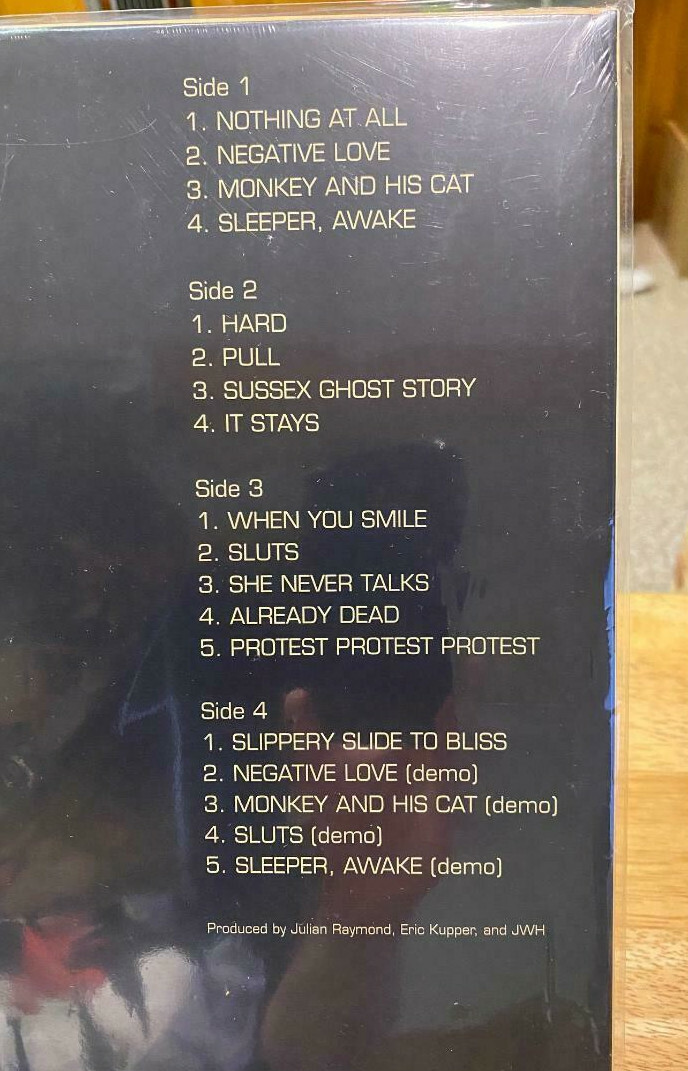 Side 1
1. NOTHING AT ALL
2. NEGATIVE LOVE
3. MONKEY AND HIS CAT
4. SLEEPER, AWAKE
Side 2
1. HARD
2. PULL
3. SUSSEX GHOST STORY
4. IT STAYS
Side 3
1. WHEN YOU SMILE
2. SLUTS
3. SHE NEVER TALKS
4. ALREADY DEAD
5. PROTEST PROTEST PROTEST
Side 4
1. SLIPPERY SLIDE TO BLISS
2. NEGATIVE LOVE (demo)
3. MONKEY AND HIS CAT (demo)
4. SLUTS (demo)
5. SLEEPER, AWAKE (demo)
Produced by Julian Raymond, Eric Kupper, and JWH